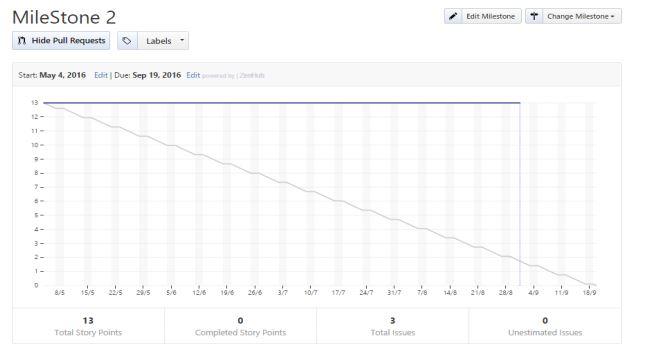 MileStone 2
Edit Milestone
Change Milestone
Hide Pull Requests
Labels
Start: May 4, 2016 Edit | Due: Sep 19, 2016 Edit powered by | ZenHub
13
12
11
10
9
8
7
6
5
4
3
2
1
0
8/5 15/5 22/5 29/5 5/6 12/6 19/6 26/6 3/7 10/7 17/7 24/7 31/7 7/8 14/8 21/8 28/8 4/9 11/9 18/9
13 0 3 0
Total Story Points Completed Story Points Total Issues Unestimated Issues